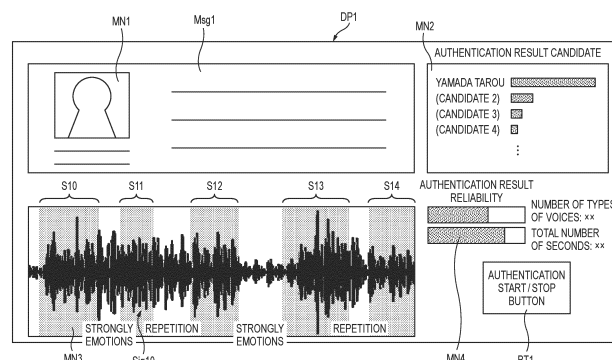 MN1
Msg1
DP1
MN2
AUTHENTICATION RESULT CANDIDATE
YAMADA TAROU
(CANDIDATE 2)
(CANDIDATE 3)
(CANDIDATE 4)
S10
S11
S12
S13
S14
AUTHENTICATION RESULT
RELIABILITY
NUMBER OF TYPES
OF VOICES: ××
TOTAL NUMBER
OF SECONDS: ××
AUTHENTICATION
START/STOP
BUTTON
STRONGLY
EMOTIONS
REPETITION
STRONGLY
EMOTIONS
REPETITION
MN3
Sig10
MN4
BT1